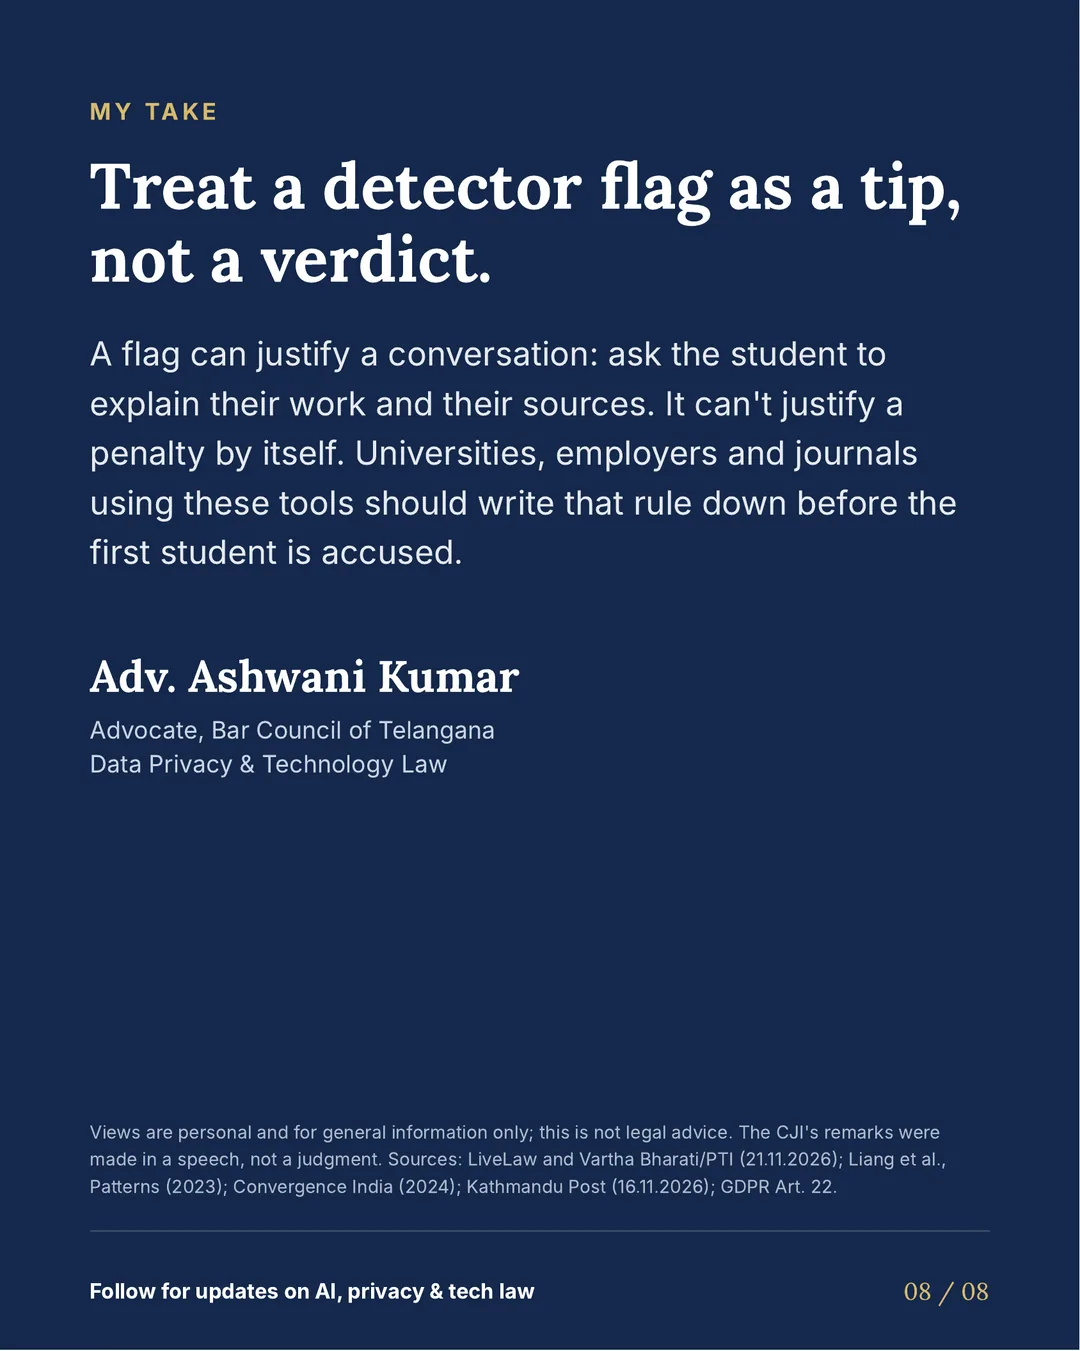 MY TAKE
Treat a detector flag as a tip,
not a verdict.
A flag can justify a conversation: ask the student to
explain their work and their sources. It can't justify a
penalty by itself. Universities, employers and journals
using these tools should write that rule down before the
first student is accused.
Adv. Ashwani Kumar
Advocate, Bar Council of Telangana
Data Privacy & Technology Law
Views are personal and for general information only; this is not legal advice. The CJI's remarks were
made in a speech, not a judgment. Sources: LiveLaw and Vartha Bharati/PTI (21.11.2026); Liang et al.,
Patterns (2023); Convergence India (2024); Kathmandu Post (16.11.2026); GDPR Art. 22.
Follow for updates on AI, privacy & tech law
08 / 08